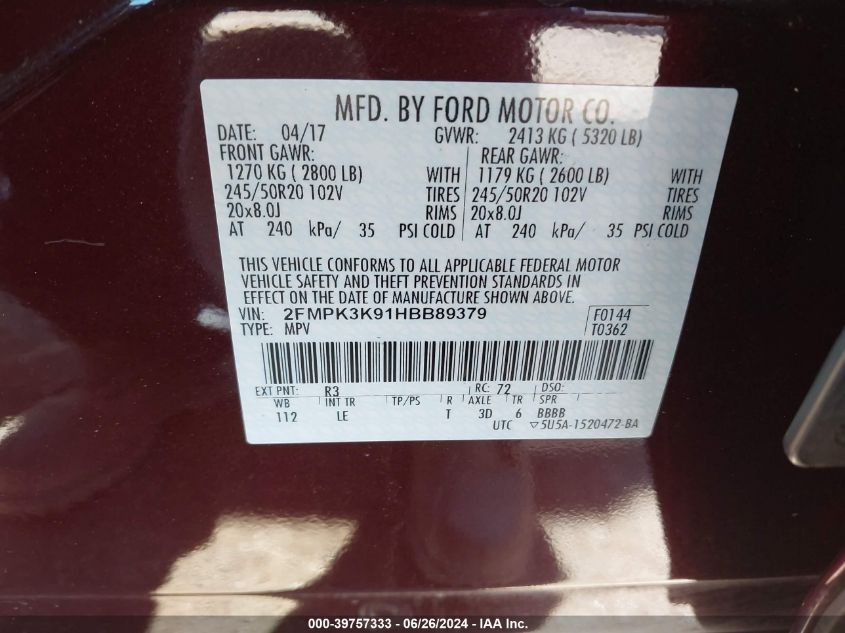 MFD. BY FORD MOTOR CO.
DATE: 04/17 GVWR: 2413 KG ( 5320 LB)
FRONT GAWR: REAR GAWR:
1270 KG ( 2800 LB) WITH 1179 KG ( 2600 LB) WITH
245/50R20 102V TIRES 245/50R20 102V TIRES
20x8.0J RIMS 20x8.0J RIMS
AT 240 kPa/ 35 PSI COLD AT 240 kPa/ 35 PSI COLD
THIS VEHICLE CONFORMS TO ALL APPLICABLE FEDERAL MOTOR
VEHICLE SAFETY AND THEFT PREVENTION STANDARDS IN
EFFECT ON THE DATE OF MANUFACTURE SHOWN ABOVE.
VIN: 2FMPK3K91HBB89379 F0144
TYPE: MPV T0362
EXT PNT: R3 RC: 72 DSO:
WB INT TR TP/PS R AXLE TR SPR
112 LE T 3D 6 BBBB
UTC ▽5U5A-1520472-BA
000-39757333 - 06/26/2024 - IAA Inc.